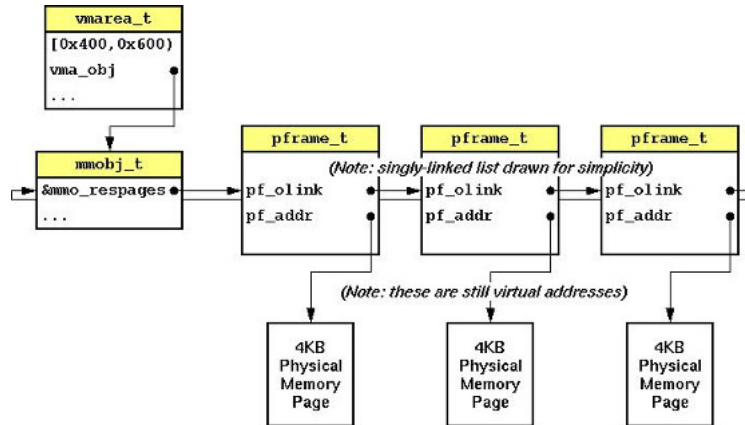 vmarea_t
[0x400,0x600)
vma_obj
...
mmobj_t
&mmo_respages
...
pframe_t
pframe_t
pframe_t
(Note: singly-linked list drawn for simplicity)
pf_olink
pf_addr
pf_olink
pf_addr
pf_olink
pf_addr
(Note: these are still virtual addresses)
4KB
Physical
Memory
Page
4KB
Physical
Memory
Page
4KB
Physical
Memory
Page